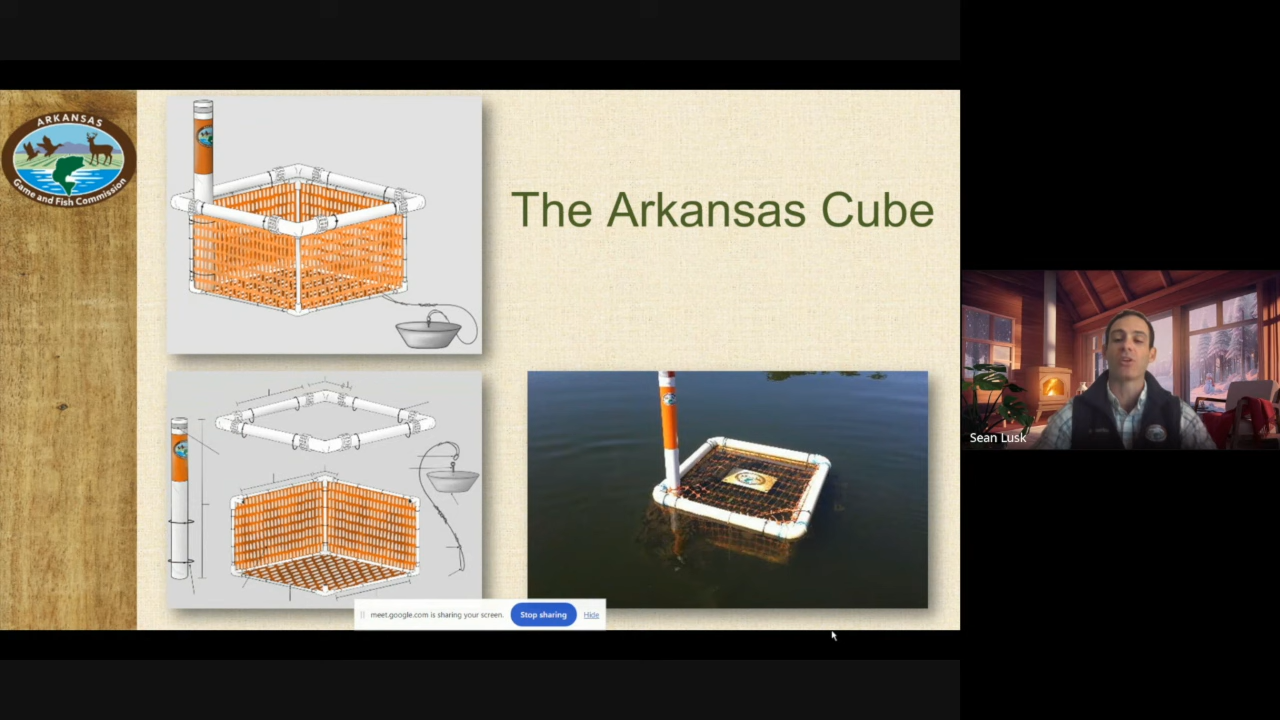 ARKANSAS
Game and Fish Commission
The Arkansas Cube
Sean Lusk
meet.google.com is sharing your screen. Stop sharing Hide